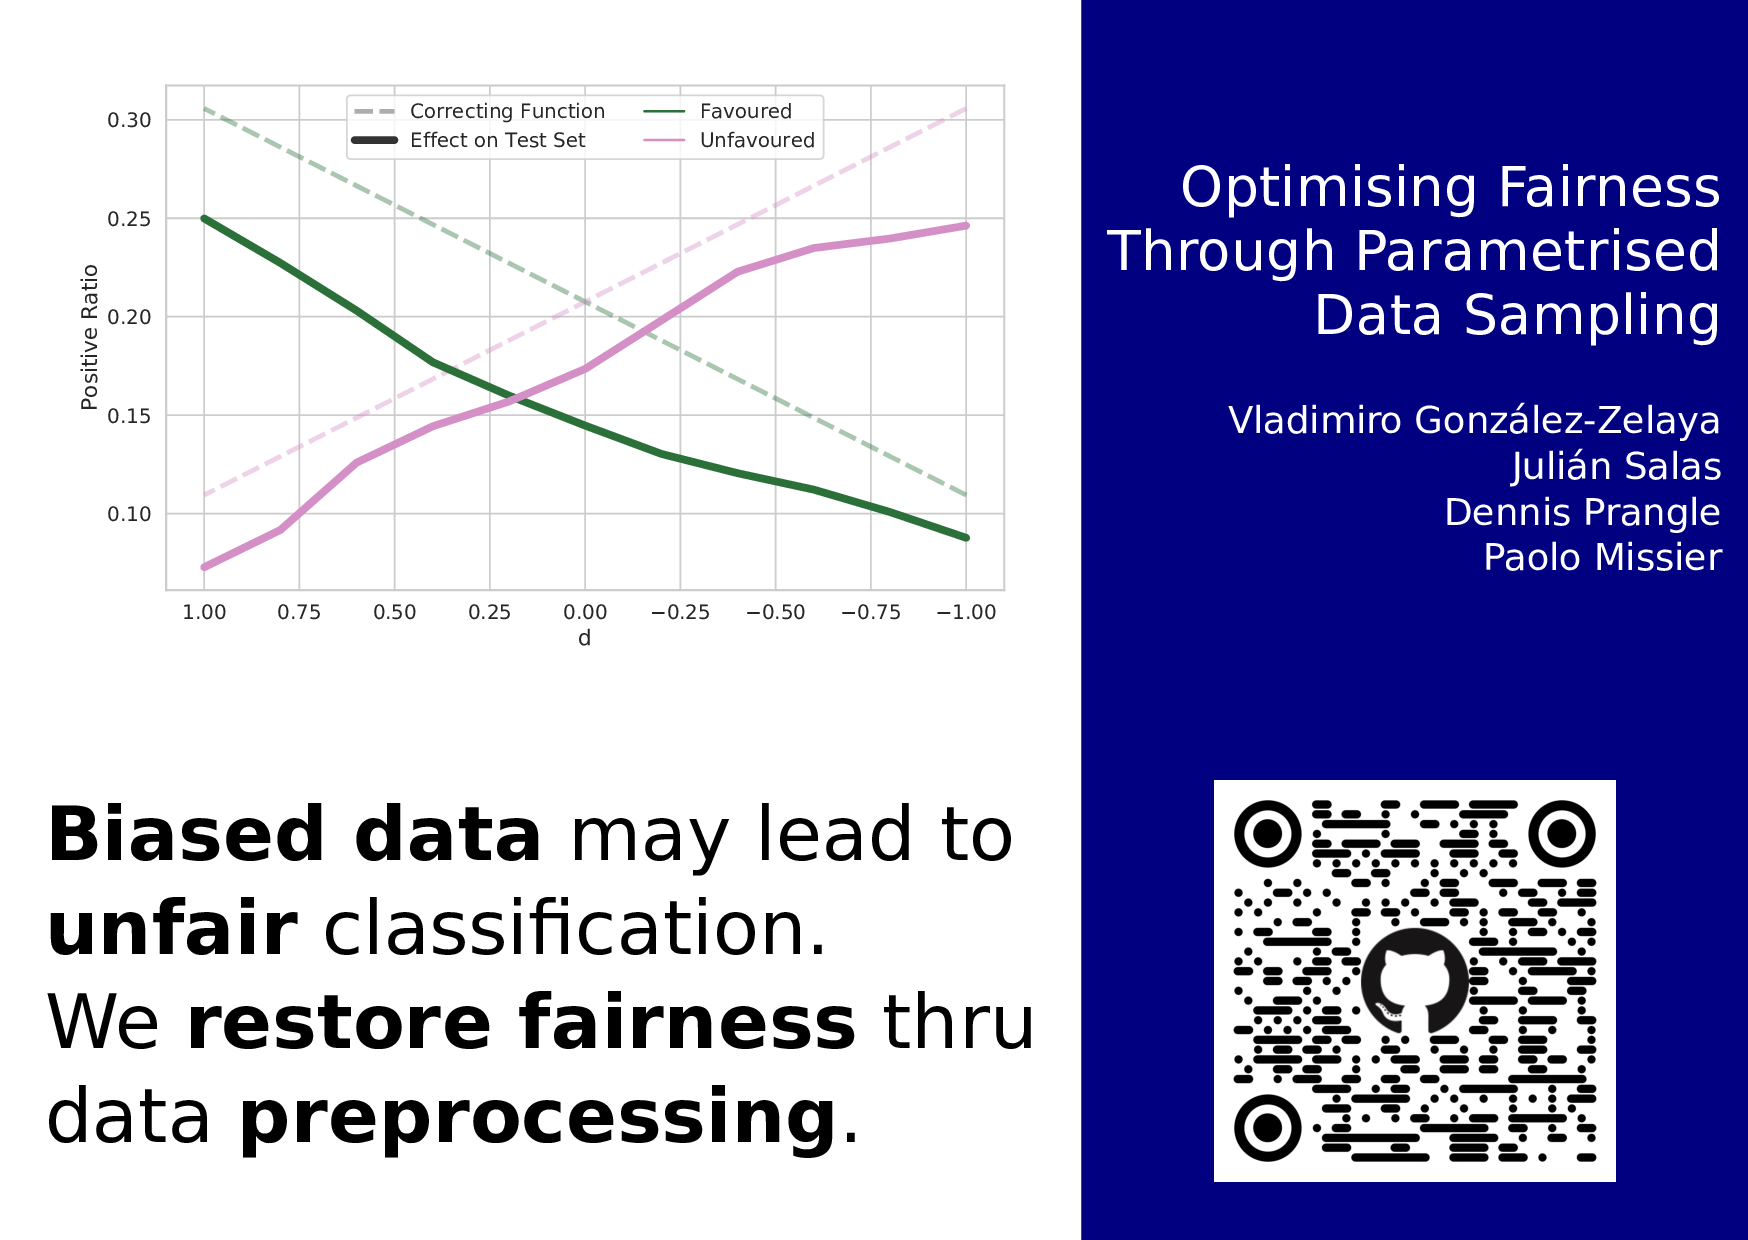 0.30
0.25
0.20
0.15
0.10
Positive Ratio
Correcting Function
Effect on Test Set
Favoured
Unfavoured
1.00 0.75 0.50 0.25 0.00 −0.25 −0.50 −0.75 −1.00
d
Biased data may lead to
unfair classification.
We restore fairness thru
data preprocessing.
Optimising Fairness
Through Parametrised
Data Sampling
Vladimiro González-Zelaya
Julián Salas
Dennis Prangle
Paolo Missier